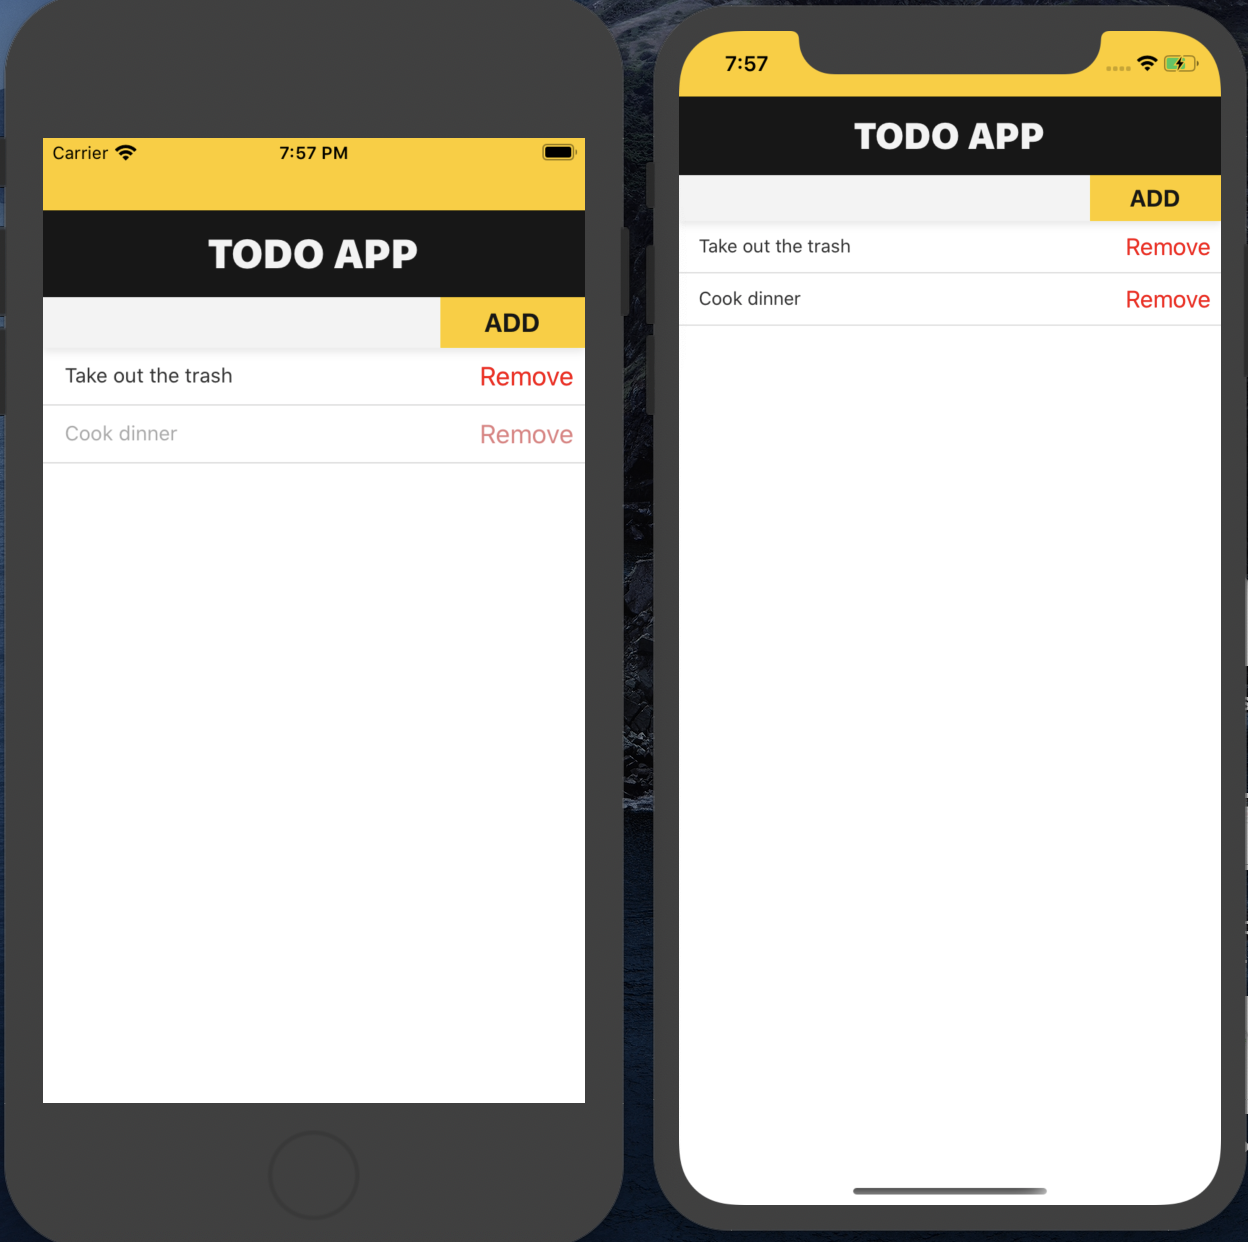 Carrier 7:57 PM
TODO APP
ADD
Take out the trash Remove
Cook dinner Remove
7:57
TODO APP
ADD
Take out the trash Remove
Cook dinner Remove